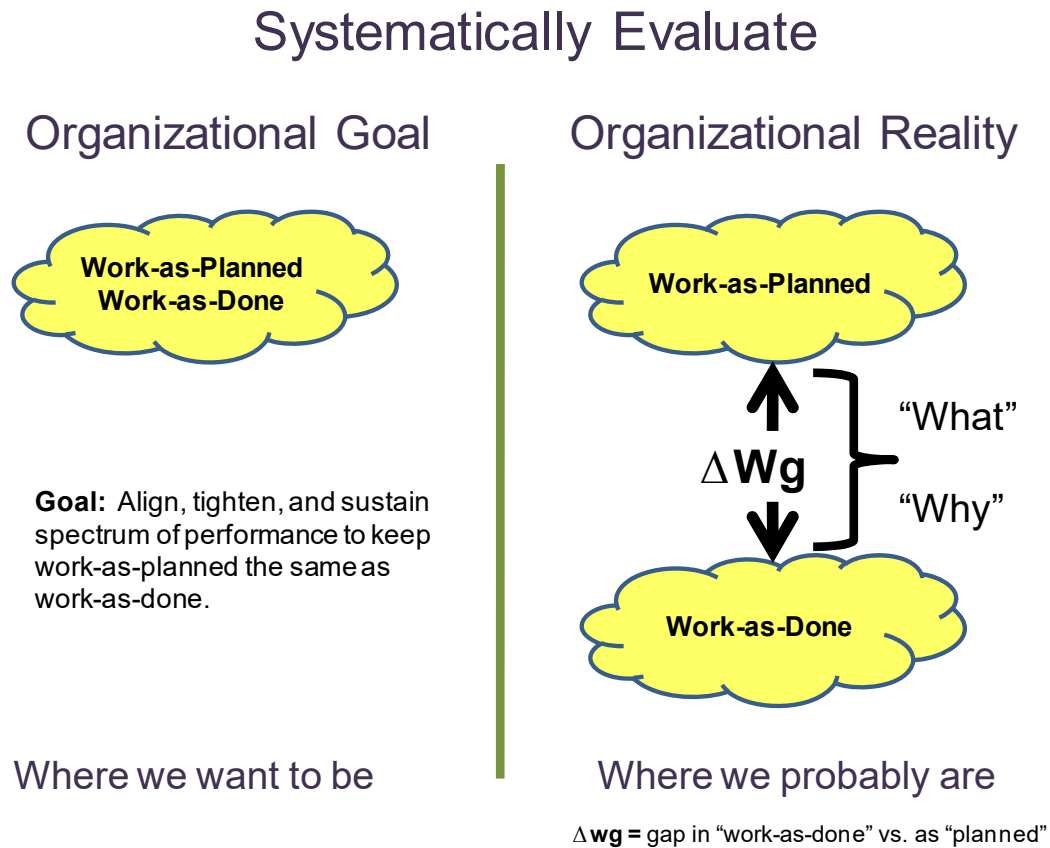 Systematically Evaluate
Organizational Goal
Work-as-Planned
Work-as-Done
Goal: Align, tighten, and sustain
spectrum of performance to keep
work-as-planned the same as
work-as-done.
Where we want to be
Organizational Reality
Work-as-Planned
Δ Wg
“What”
“Why”
Work-as-Done
Where we probably are
Δ wg = gap in “work-as-done” vs. as “planned”